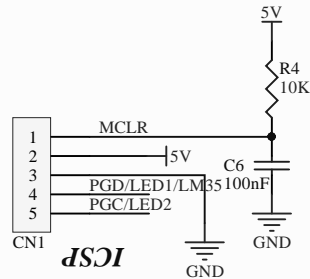 5V
R4
10K
MCLR
1
2
5V
3
C6
100nF
PGD/LED1/LM35
4
PGC/LED2
5
CN1
ICSP
GND
GND